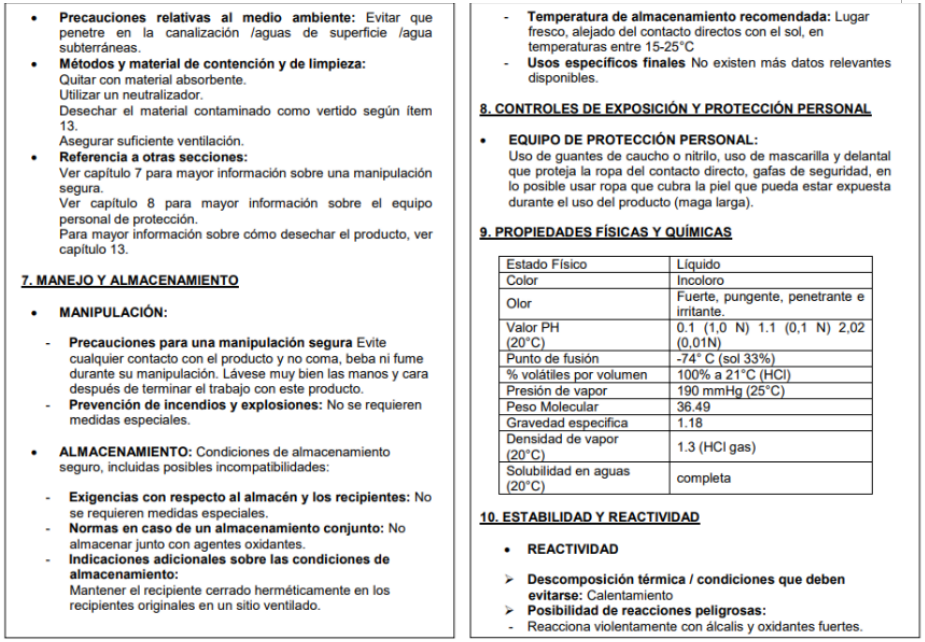 • Precauciones relativas al medio ambiente: Evitar que
penetre en la canalización /aguas de superficie /agua
subterráneas.
• Métodos y material de contención y de limpieza:
Quitar con material absorbente.
Utilizar un neutralizador.
Desechar el material contaminado como vertido según ítem
13.
Asegurar suficiente ventilación.
• Referencia a otras secciones:
Ver capítulo 7 para mayor información sobre una manipulación
segura.
Ver capítulo 8 para mayor información sobre el equipo
personal de protección.
Para mayor información sobre cómo desechar el producto, ver
capítulo 13.
7. MANEJO Y ALMACENAMIENTO
• MANIPULACIÓN:
- Precauciones para una manipulación segura Evite
cualquier contacto con el producto y no coma, beba ni fume
durante su manipulación. Lávese muy bien las manos y cara
después de terminar el trabajo con este producto.
- Prevención de incendios y explosiones: No se requieren
medidas especiales.
• ALMACENAMIENTO: Condiciones de almacenamiento
seguro, incluidas posibles incompatibilidades:
- Exigencias con respecto al almacén y los recipientes: No
se requieren medidas especiales.
- Normas en caso de un almacenamiento conjunto: No
almacenar junto con agentes oxidantes.
- Indicaciones adicionales sobre las condiciones de
almacenamiento:
Mantener el recipiente cerrado herméticamente en los
recipientes originales en un sitio ventilado.
- Temperatura de almacenamiento recomendada: Lugar
fresco, alejado del contacto directos con el sol, en
temperaturas entre 15-25°C
- Usos específicos finales No existen más datos relevantes
disponibles.
8. CONTROLES DE EXPOSICIÓN Y PROTECCIÓN PERSONAL
• EQUIPO DE PROTECCIÓN PERSONAL:
Uso de guantes de caucho o nitrilo, uso de mascarilla y delantal
que proteja la ropa del contacto directo, gafas de seguridad, en
lo posible usar ropa que cubra la piel que pueda estar expuesta
durante el uso del producto (maga larga).
9. PROPIEDADES FÍSICAS Y QUÍMICAS
Estado Físico Líquido
Color Incoloro
Olor Fuerte, pungente, penetrante e
irritante.
Valor PH 0.1 (1,0 N) 1.1 (0,1 N) 2,02
(20°C) (0,01N)
Punto de fusión -74° C (sol 33%)
% volátiles por volumen 100% a 21°C (HCl)
Presión de vapor 190 mmHg (25°C)
Peso Molecular 36.49
Gravedad especifica 1.18
Densidad de vapor
(20°C) 1.3 (HCl gas)
Solubilidad en aguas
(20°C) completa
10. ESTABILIDAD Y REACTIVIDAD
• REACTIVIDAD
➢ Descomposición térmica / condiciones que deben
evitarse: Calentamiento
➢ Posibilidad de reacciones peligrosas:
- Reacciona violentamente con álcalis y oxidantes fuertes.